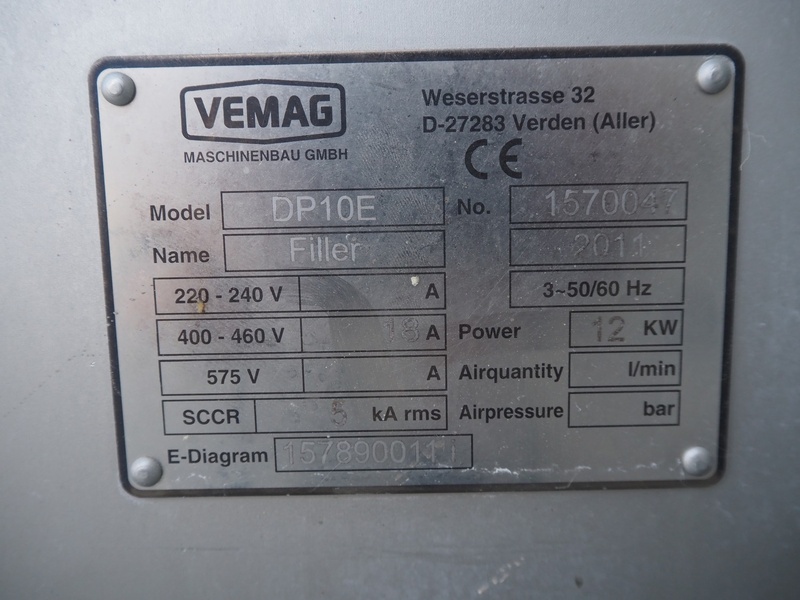 VEMAG
MASCHINENBAU GMBH
Weserstrasse 32
D-27283 Verden (Aller)
CE
Model DP10E No. 1570047
Name Filler 2011
220 - 240 V A 3~50/60 Hz
400 - 460 V 18 A Power 12 KW
575 V A Airquantity l/min
SCCR 5 kA rms Airpressure bar
E-Diagram